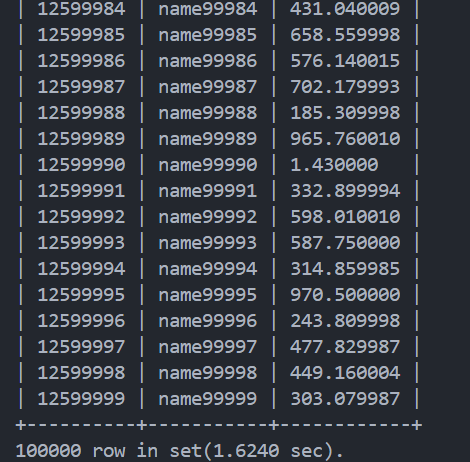 | 12599984 | name99984 | 431.040009 |
| 12599985 | name99985 | 658.559998 |
| 12599986 | name99986 | 576.140015 |
| 12599987 | name99987 | 702.179993 |
| 12599988 | name99988 | 185.309998 |
| 12599989 | name99989 | 965.760010 |
| 12599990 | name99990 | 1.430000   |
| 12599991 | name99991 | 332.899994 |
| 12599992 | name99992 | 598.010010 |
| 12599993 | name99993 | 587.750000 |
| 12599994 | name99994 | 314.859985 |
| 12599995 | name99995 | 970.500000 |
| 12599996 | name99996 | 243.809998 |
| 12599997 | name99997 | 477.829987 |
| 12599998 | name99998 | 449.160004 |
| 12599999 | name99999 | 303.079987 |
+----------+-----------+------------+
100000 row in set(1.6240 sec).